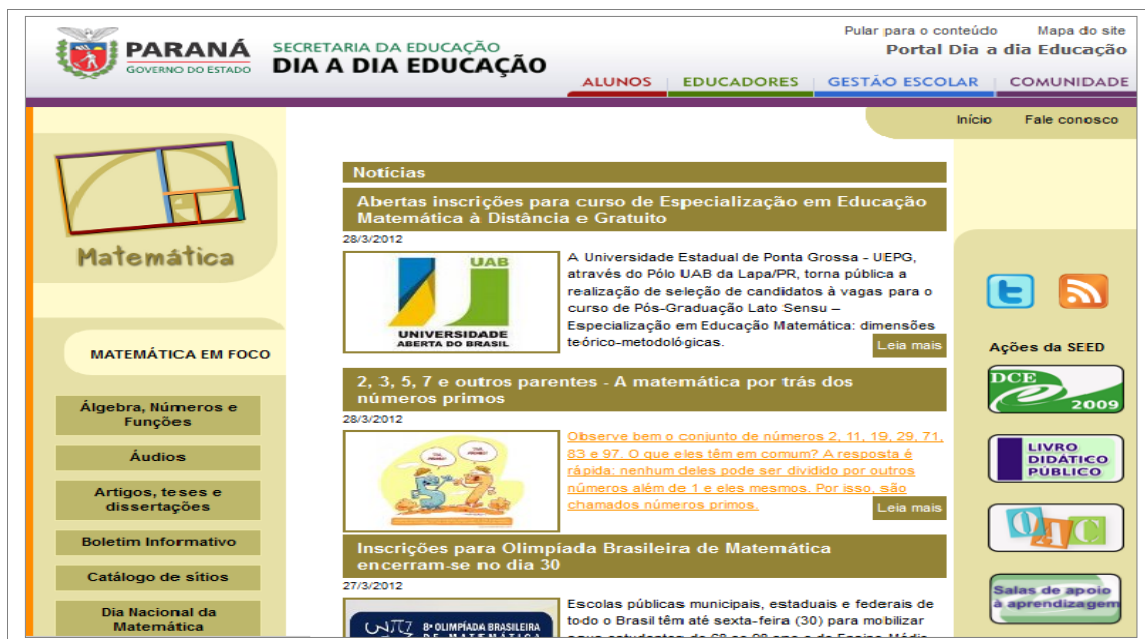 PARANÁ
GOVERNO DO ESTADO
SECRETARIA DA EDUCAÇÃO
DIA A DIA EDUCAÇÃO
Pular para o conteúdo Mapa do site
Portal Dia a dia Educação
ALUNOS EDUCADORES GESTÃO ESCOLAR COMUNIDADE
Início Fale conosco
Matemática
MATEMÁTICA EM FOCO
Álgebra, Números e
Funções
Áudios
Artigos, teses e
dissertações
Boletim Informativo
Catálogo de sítios
Dia Nacional da
Matemática
Notícias
Abertas inscrições para curso de Especialização em Educação
Matemática à Distância e Gratuito
28/3/2012
UAB
UNIVERSIDADE
ABERTA DO BRASIL
A Universidade Estadual de Ponta
Grossa - UEPG,
através do Pólo UAB da Lapa/PR, torna pública a
realização de seleção de candidatos à vagas para o
curso de Pós-Graduação Lato Sensu –
Especialização em Educação Matemática: dimensões
teórico-metodológicas.
Leia mais
2, 3, 5, 7 e outros parentes - A matemática por trás dos
números primos
28/3/2012
Observe bem o conjunto de números 2, 11, 19, 29, 71,
83 e 97. O que eles têm em comum? A resposta é
rápida: nenhum deles pode ser dividido por outros
números além de 1 e eles mesmos. Por isso, são
chamados números primos.
Leia mais
Inscrições para Olimpíada Brasileira de Matemática
encerram-se no dia 30
27/3/2012
8ª OLIMPÍADA BRASILEIRA
DE MATEMÁTICA
Escolas públicas municipais, estaduais e federais de
todo o Brasil têm até sexta-feira (30) para mobilizar
Ações da SEED
DCE
2009
LIVRO
DIDÁTICO
PÚBLICO
OAC
Salas de apoio
à aprendizagem